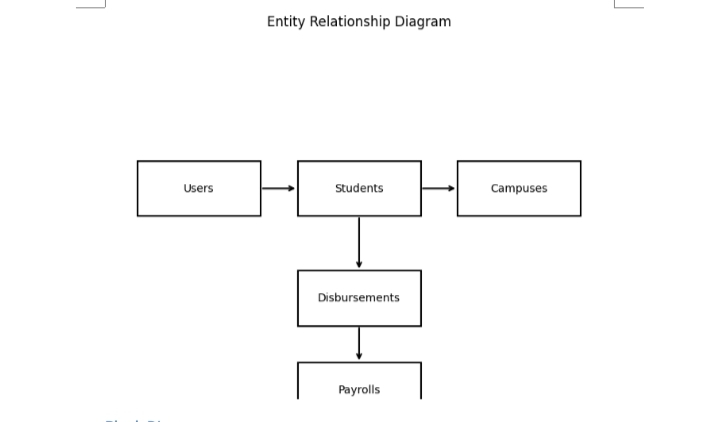 Entity Relationship Diagram
Users
Students
Campuses
Disbursements
Payrolls